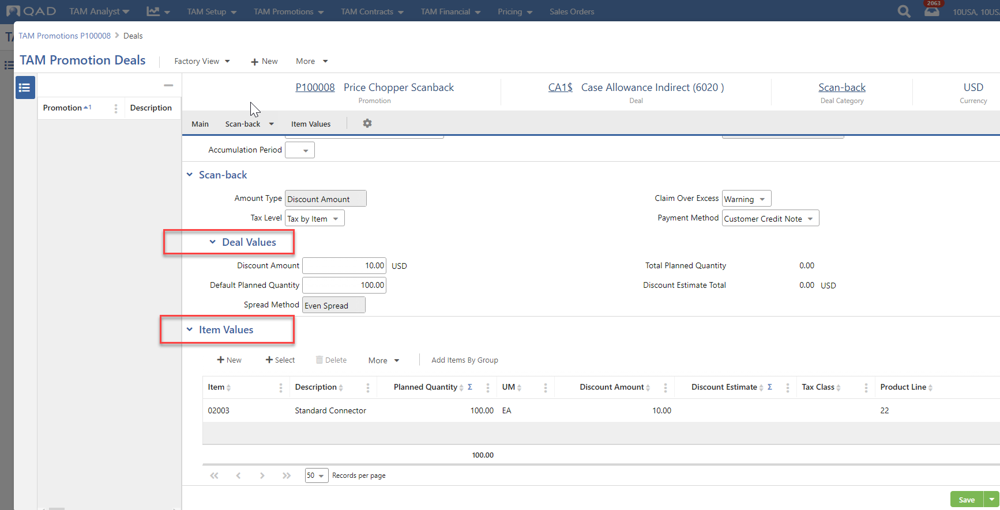 QAD TAM Analyst TAM Setup TAM Promotions TAM Contracts TAM Financial Pricing Sales Orders 2063 10USA, 10US
TAM Promotions P100008 > Deals
TAM Promotion Deals Factory View + New More
P100008 Price Chopper Scanback CA1$ Case Allowance Indirect (6020 ) Scan-back USD
Promotion Deal Deal Category Currency
Promotion 1 Description
Main Scan-back Item Values
Accumulation Period
Scan-back
Amount Type Discount Amount Claim Over Excess Warning
Tax Level Tax by Item Payment Method Customer Credit Note
Deal Values
Discount Amount 10.00 USD Total Planned Quantity 0.00
Default Planned Quantity 100.00 Discount Estimate Total 0.00 USD
Spread Method Even Spread
Item Values
+ New + Select Delete More Add Items By Group
Item Description Planned Quantity Σ UM Discount Amount Discount Estimate Σ Tax Class Product Line
02003 Standard Connector 100.00 EA 10.00 22
100.00
50 Records per page
Save